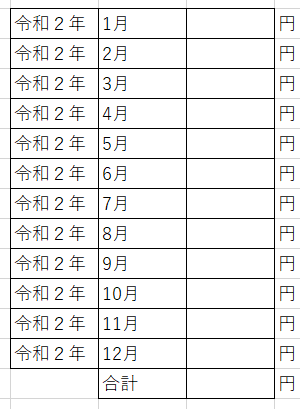 令和２年 1月 円
令和２年 2月 円
令和２年 3月 円
令和２年 4月 円
令和２年 5月 円
令和２年 6月 円
令和２年 7月 円
令和２年 8月 円
令和２年 9月 円
令和２年 10月 円
令和２年 11月 円
令和２年 12月 円
合計 円